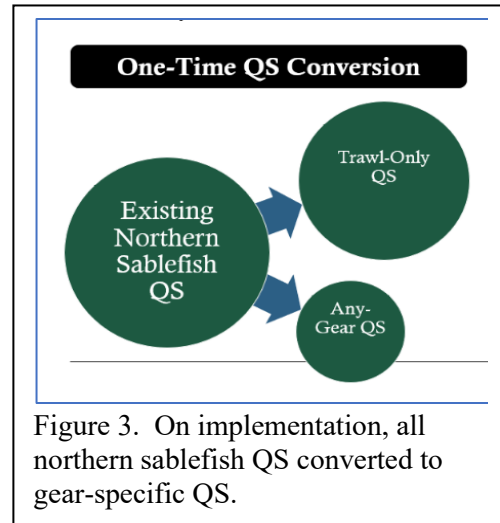 One-Time QS Conversion
Existing
Northern
Sablefish
QS
Trawl-Only
QS
Any-
Gear QS
Figure 3. On implementation, all
northern sablefish QS converted to
gear-specific QS.